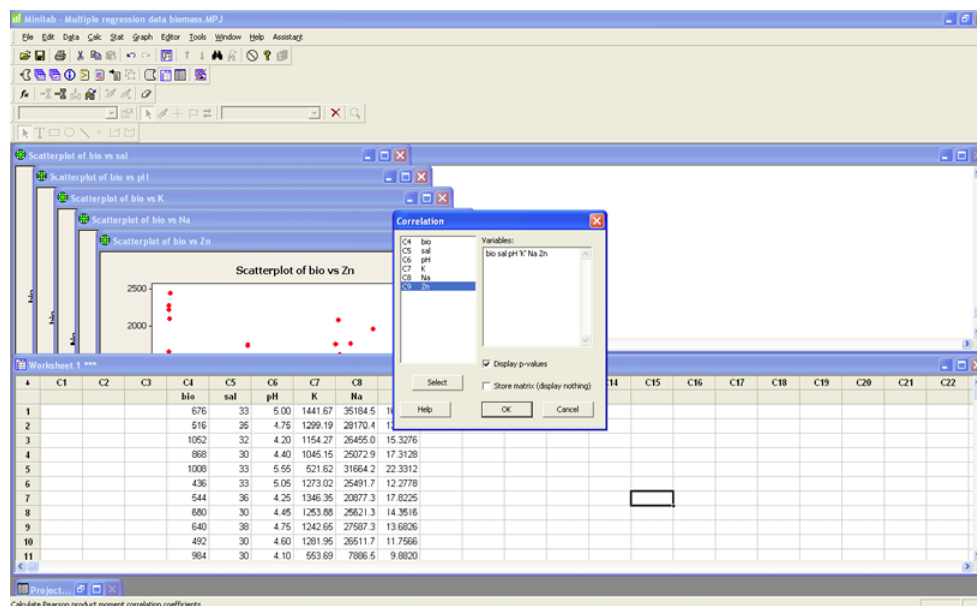 Minitab - Multiple regression data biomass.MPJ
File Edit Data Calc Stat Graph Editor Tools Window Help Assistant
Scatterplot of bio vs sal
Scatterplot of bio vs pH
Scatterplot of bio vs K
Scatterplot of bio vs Na
Scatterplot of bio vs Zn
Scatterplot of bio vs Zn
2500
2000
bio
bio
bio
Correlation
C4 bio
C5 sal
C6 pH
C7 K
C8 Na
C9 Zn
Variables:
bio sal pH 'K' Na Zn
Display p-values
Store matrix (display nothing)
Select
Help OK Cancel
Worksheet 1 ***
C1 C2 C3 C4 C5 C6 C7 C8 C14 C15 C16 C17 C18 C19 C20 C21 C22
bio sal pH K Na
1 676 33 5.00 1441.67 35184.5
2 516 35 4.75 1299.19 28170.4
3 1052 32 4.20 1154.27 26455.0 15.3276
4 868 30 4.40 1045.15 25072.9 17.3128
5 1008 33 5.55 521.62 31664.2 22.3312
6 436 33 5.05 1273.02 25491.7 12.2778
7 544 36 4.25 1346.35 20877.3 17.8225
8 680 30 4.45 1253.88 25621.3 14.3516
9 640 38 4.75 1242.65 27587.3 13.6826
10 492 30 4.60 1281.95 26511.7 11.7566
11 984 30 4.10 553.69 7886.5 9.8820
Project...
Calculate Pearson product moment correlation coefficients